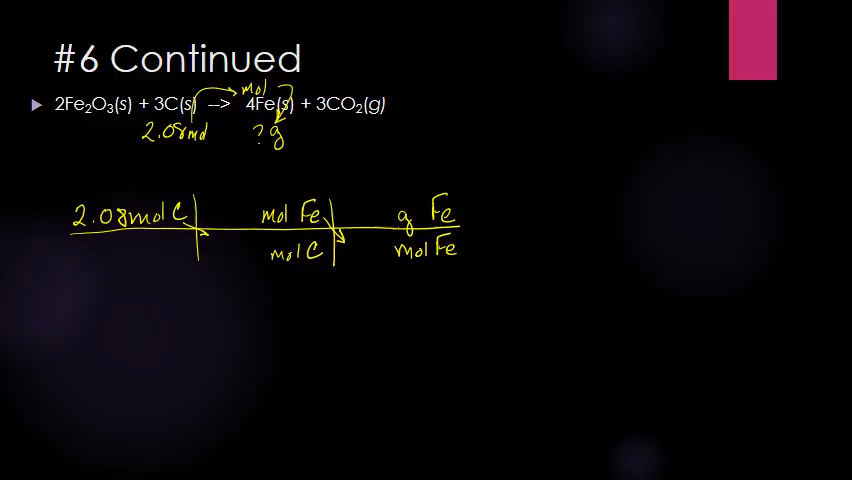 #6 Continued
mol
2Fe₂O₃(s) + 3C(s) --> 4Fe(s) + 3CO₂(g)
2.08mol ? g
2.08mol C mol Fe g Fe
mol C mol Fe